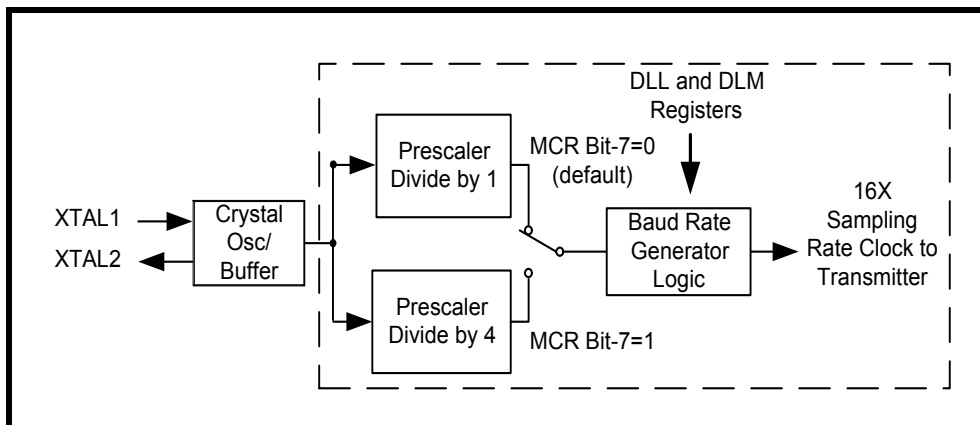 DLL and DLM
Registers
Prescaler
Divide by 1
MCR Bit-7=0
(default)
XTAL1
XTAL2
Crystal
Osc/
Buffer
Baud Rate
Generator
Logic
16X
Sampling
Rate Clock to
Transmitter
Prescaler
Divide by 4
MCR Bit-7=1